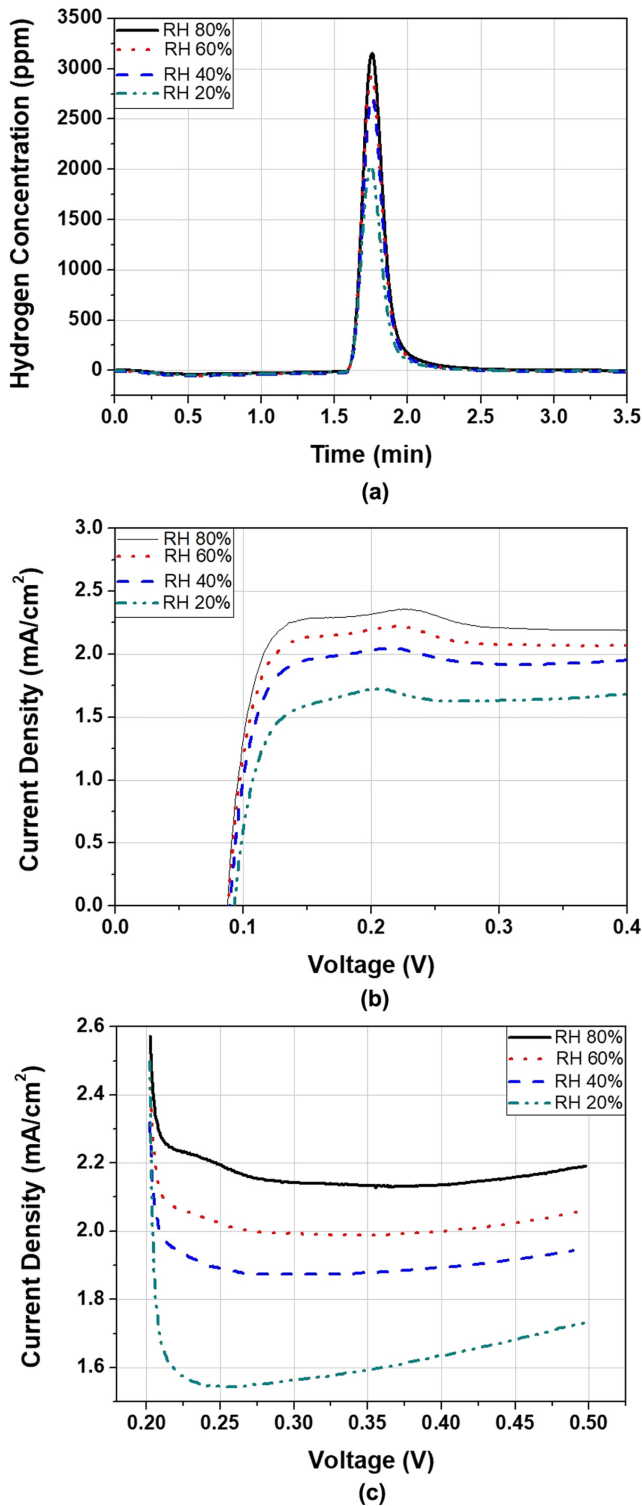 RH 80%
RH 60%
RH 40%
RH 20%
3500
3000
2500
2000
1500
1000
500
0
Hydrogen Concentration (ppm)
0.0 0.5 1.0 1.5 2.0 2.5 3.0 3.5
Time (min)
(a)
RH 80%
RH 60%
RH 40%
RH 20%
3.0
2.5
2.0
1.5
1.0
0.5
0.0
Current Density (mA/cm²)
0.0 0.1 0.2 0.3 0.4
Voltage (V)
(b)
RH 80%
RH 60%
RH 40%
RH 20%
2.6
2.4
2.2
2.0
1.8
1.6
Current Density (mA/cm²)
0.20 0.25 0.30 0.35 0.40 0.45 0.50
Voltage (V)
(c)